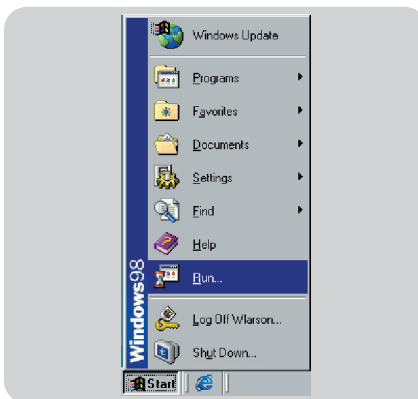 Windows Update
Programs
Favorites
Documents
Settings
Find
Help
Run...
Log Off Wlarson...
Shut Down...
Windows98
Start